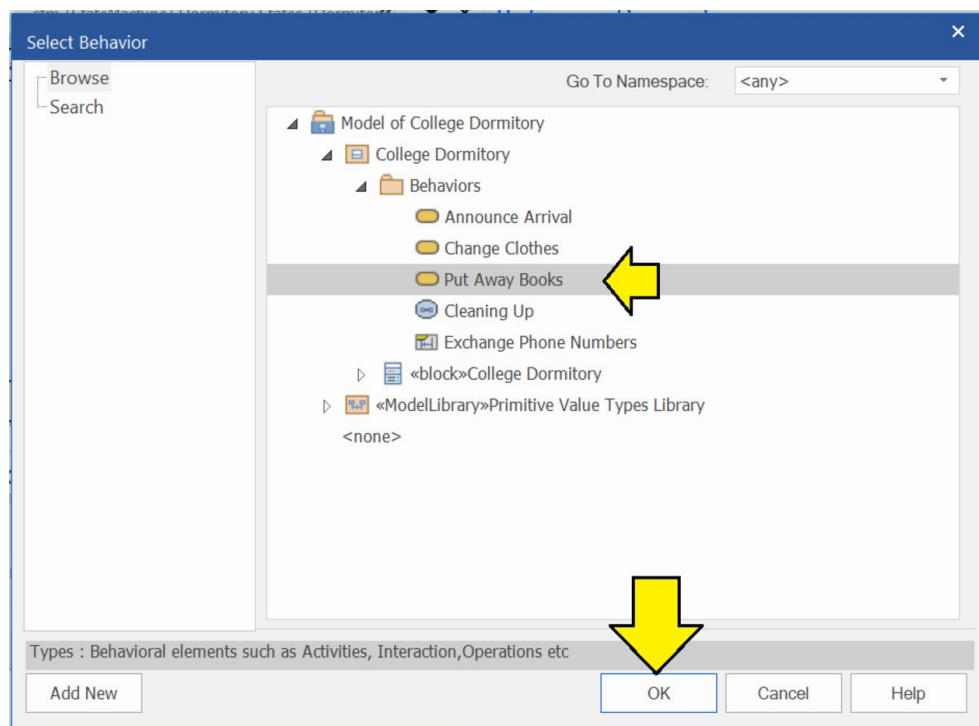 Select Behavior
Browse
Search
Go To Namespace: <any>
Model of College Dormitory
College Dormitory
Behaviors
Announce Arrival
Change Clothes
Put Away Books
Cleaning Up
Exchange Phone Numbers
«block»College Dormitory
«ModelLibrary»Primitive Value Types Library
<none>
Types : Behavioral elements such as Activities, Interaction,Operations etc
Add New OK Cancel Help